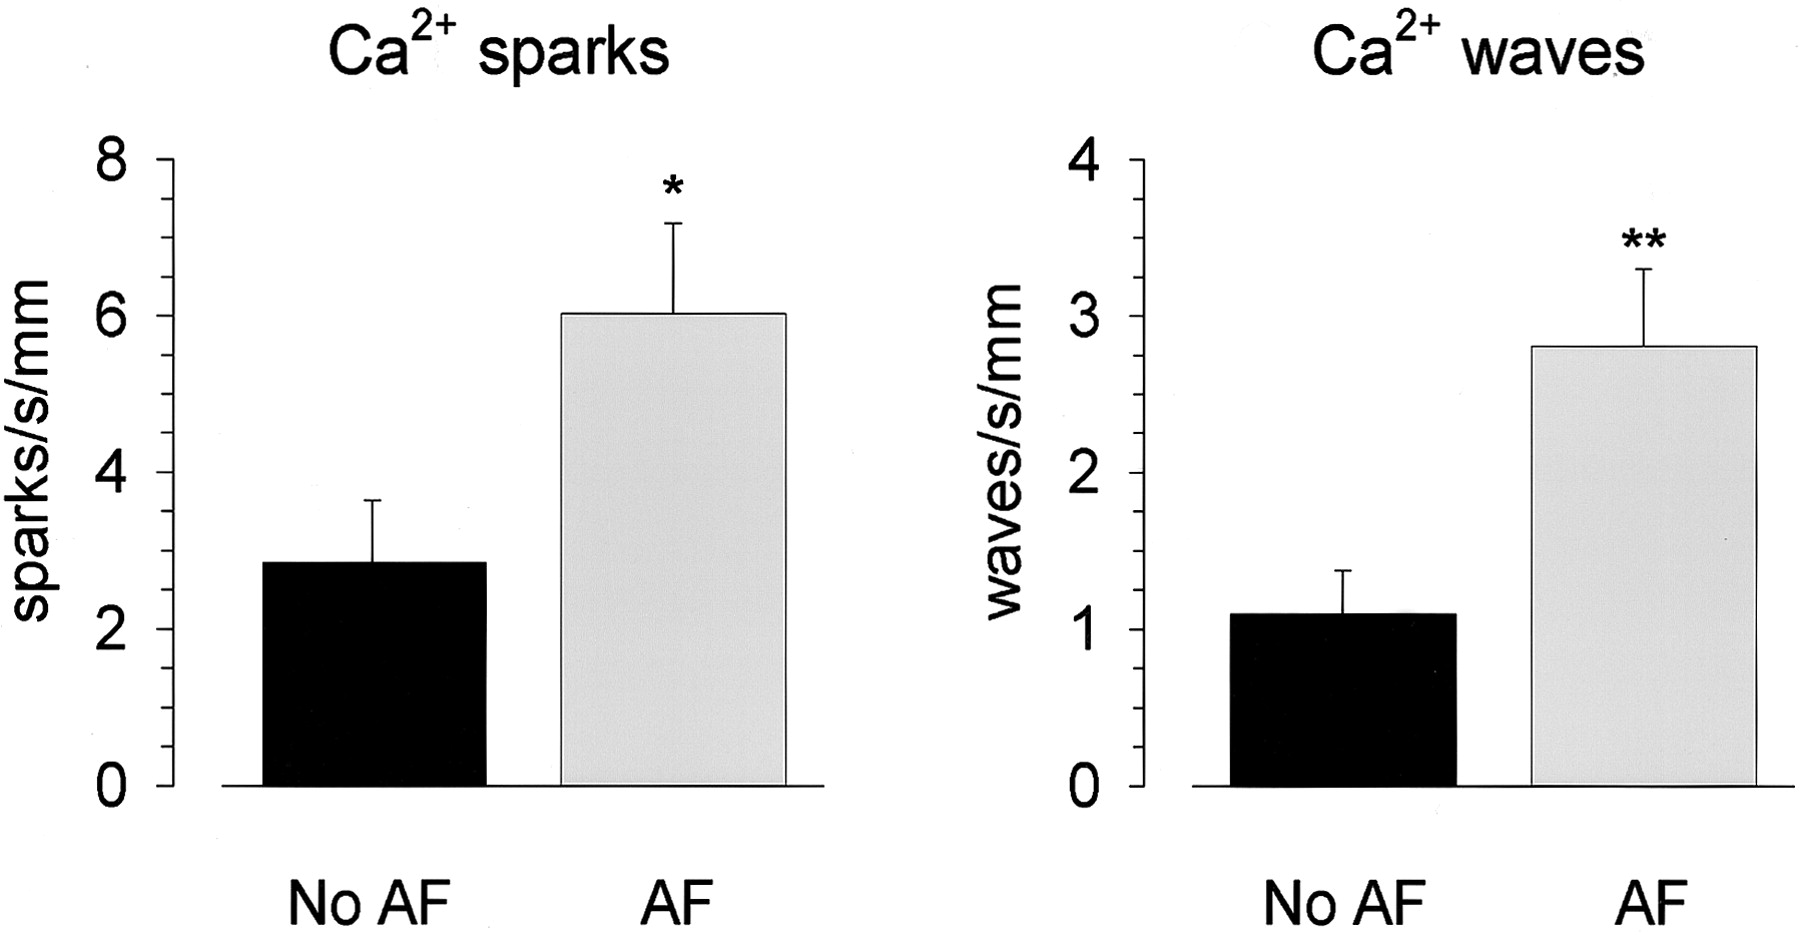 Ca²⁺ sparks
8
6
4
2
0
sparks/s/mm
*
No AF
AF
Ca²⁺ waves
4
3
2
1
0
waves/s/mm
**
No AF
AF